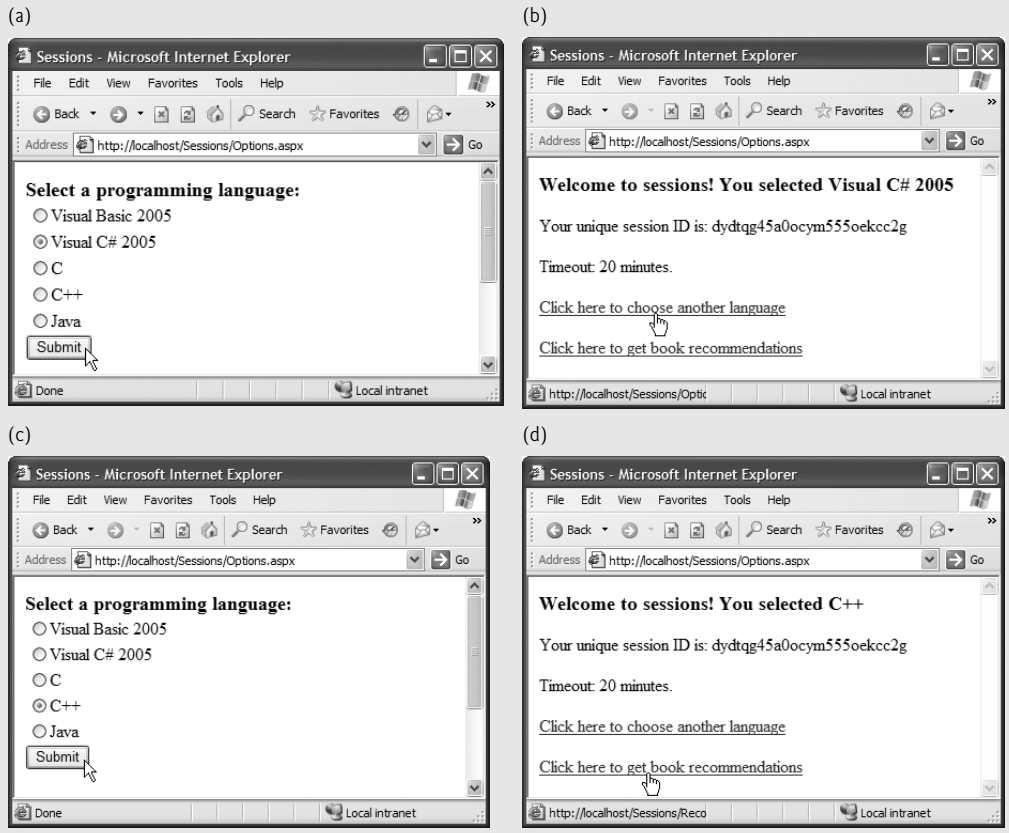 (a)
Sessions - Microsoft Internet Explorer
File Edit View Favorites Tools Help
Back Search Favorites »
Address http://localhost/Sessions/Options.aspx Go
Select a programming language:
Visual Basic 2005
Visual C# 2005
C
C++
Java
Submit
Done Local intranet
(b)
Sessions - Microsoft Internet Explorer
File Edit View Favorites Tools Help
Back Search Favorites »
Address http://localhost/Sessions/Options.aspx Go
Welcome to sessions! You selected Visual C# 2005
Your unique session ID is: dydtqg45a0ocym555oekcc2g
Timeout: 20 minutes.
Click here to choose another language
Click here to get book recommendations
http://localhost/Sessions/Optic Local intranet
(c)
Sessions - Microsoft Internet Explorer
File Edit View Favorites Tools Help
Back Search Favorites »
Address http://localhost/Sessions/Options.aspx Go
Select a programming language:
Visual Basic 2005
Visual C# 2005
C
C++
Java
Submit
Done Local intranet
(d)
Sessions - Microsoft Internet Explorer
File Edit View Favorites Tools Help
Back Search Favorites »
Address http://localhost/Sessions/Options.aspx Go
Welcome to sessions! You selected C++
Your unique session ID is: dydtqg45a0ocym555oekcc2g
Timeout: 20 minutes.
Click here to choose another language
Click here to get book recommendations
http://localhost/Sessions/Reco Local intranet